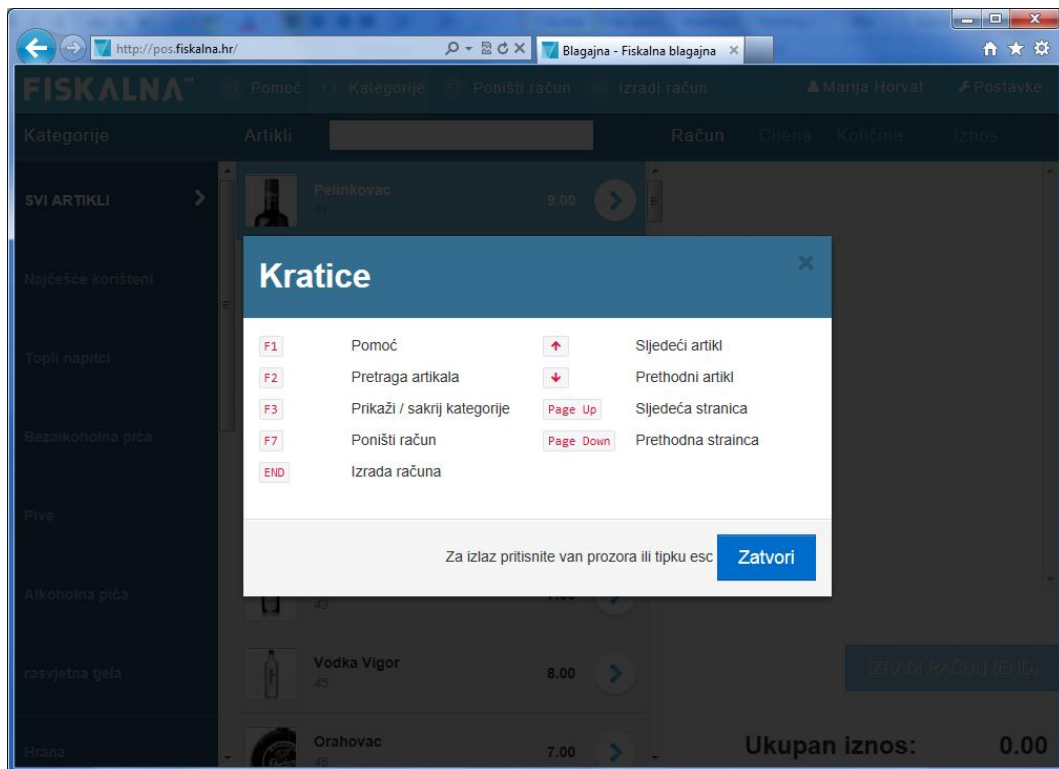 http://pos.fiskalna.hr/
Blagajna - Fiskalna blagajna
FISKALNA
F1 Pomoć F3 Kategorije F7 Poništi račun Izradi račun Marija Horvat Postavke
Kategorije Artikli Račun Cijena Količina Iznos
SVI ARTIKLI
Pelinkovac
9.00
Najčešće korišteni
Topli napitci
Bezalkoholna pića
Pive
Alkoholna pića
rasvjetna tjela
Hrana
Kratice
F1 Pomoć ↑ Sljedeći artikl
F2 Pretraga artikala ↓ Prethodni artikl
F3 Prikaži / sakrij kategorije Page Up Sljedeća stranica
F7 Poništi račun Page Down Prethodna strainca
END Izrada računa
Za izlaz pritisnite van prozora ili tipku esc Zatvori
43
Vodka Vigor
45
8.00
Orahovac
46
7.00
IZRADI RAČUN (END)
Ukupan iznos: 0.00